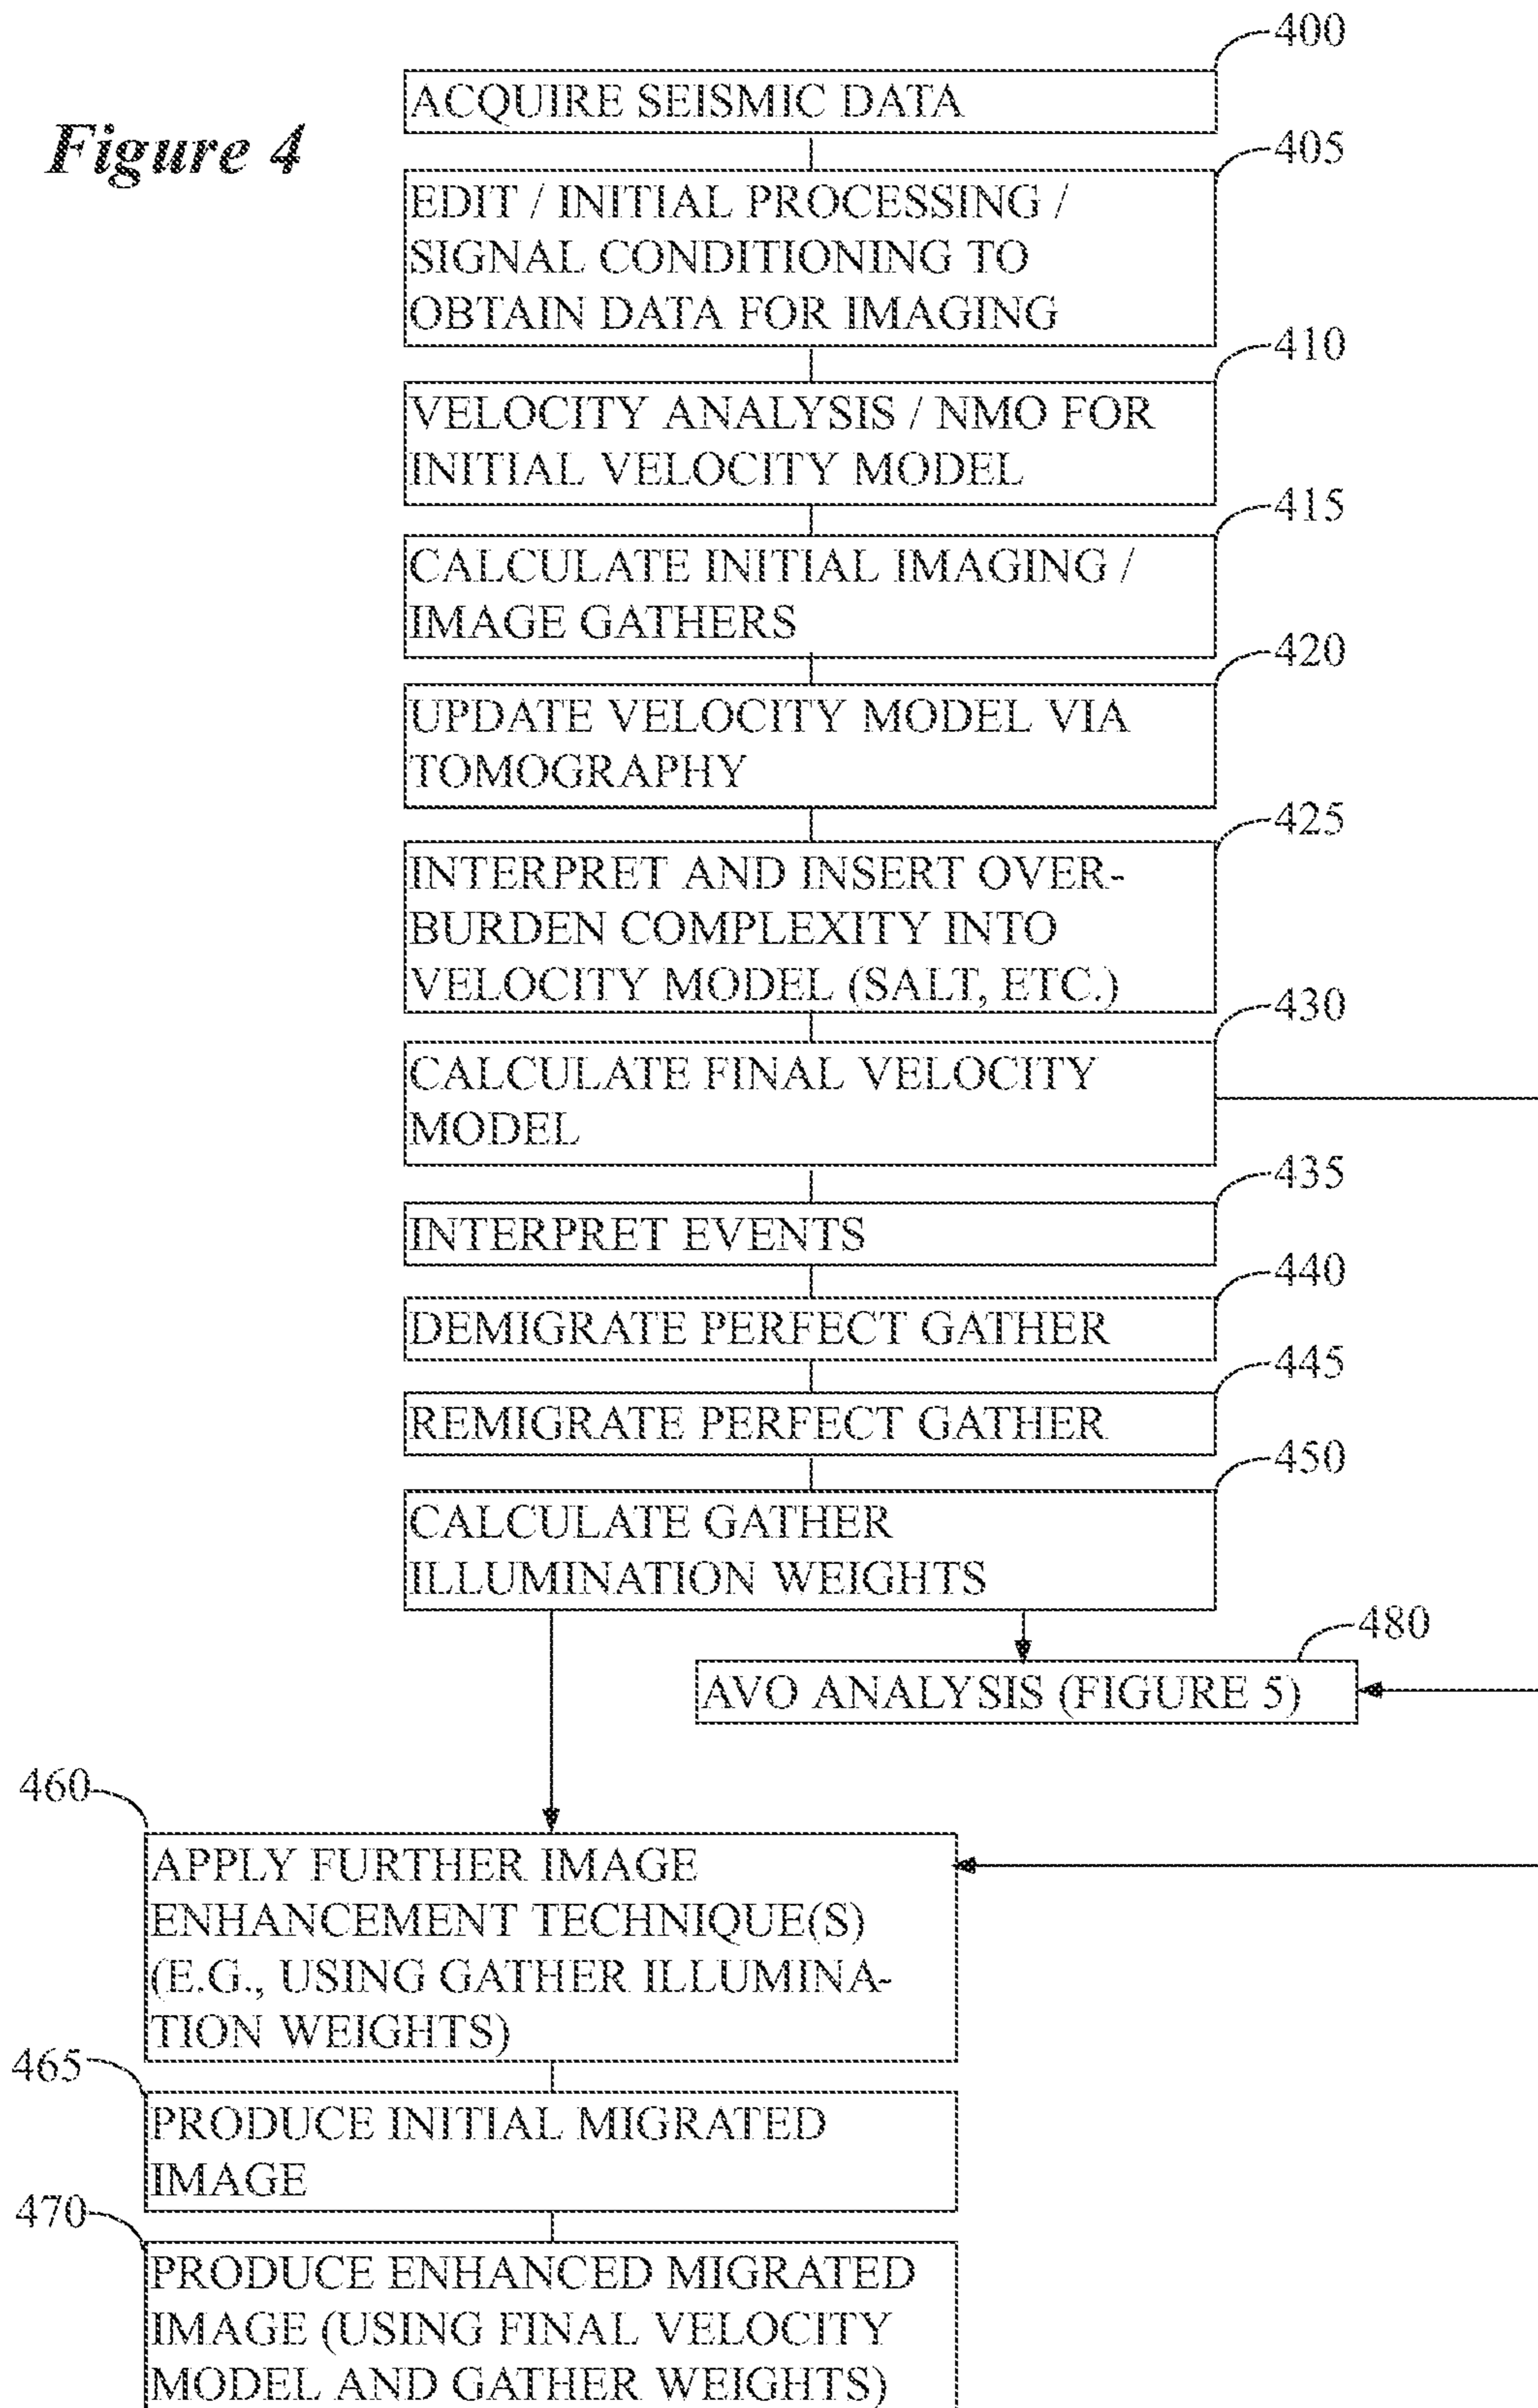 Figure 4
400
ACQUIRE SEISMIC DATA
405
EDIT / INITIAL PROCESSING /
SIGNAL CONDITIONING TO
OBTAIN DATA FOR IMAGING
410
VELOCITY ANALYSIS / NMO FOR
INITIAL VELOCITY MODEL
415
CALCULATE INITIAL IMAGING /
IMAGE GATHERS
420
UPDATE VELOCITY MODEL VIA
TOMOGRAPHY
425
INTERPRET AND INSERT OVER-
BURDEN COMPLEXITY INTO
VELOCITY MODEL (SALT, ETC.)
430
CALCULATE FINAL VELOCITY
MODEL
435
INTERPRET EVENTS
440
DEMIGRATE PERFECT GATHER
445
REMIGRATE PERFECT GATHER
450
CALCULATE GATHER
ILLUMINATION WEIGHTS
480
AVO ANALYSIS (FIGURE 5)
460
APPLY FURTHER IMAGE
ENHANCEMENT TECHNIQUE(S)
(E.G., USING GATHER ILLUMINA-
TION WEIGHTS)
465
PRODUCE INITIAL MIGRATED
IMAGE
470
PRODUCE ENHANCED MIGRATED
IMAGE (USING FINAL VELOCITY
MODEL AND GATHER WEIGHTS)